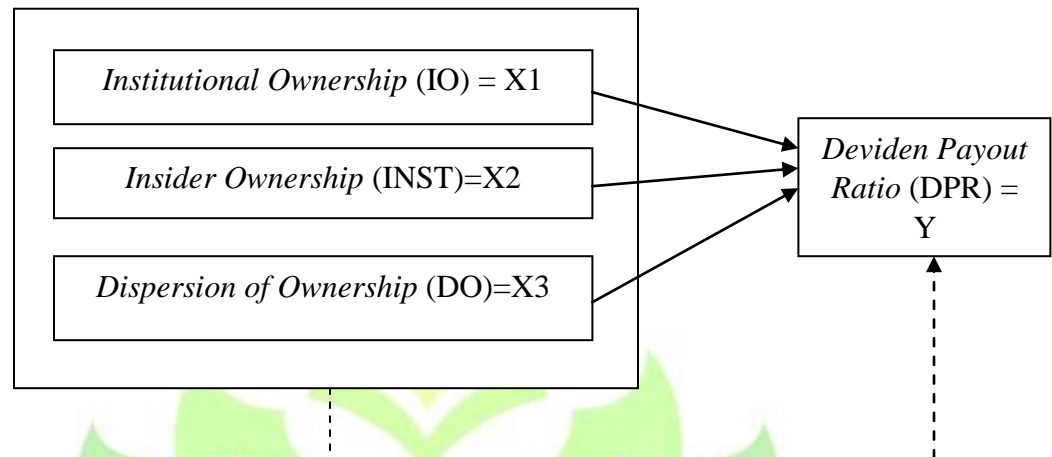 Institutional Ownership (IO) = X1
Insider Ownership (INST)=X2
Dispersion of Ownership (DO)=X3
Deviden Payout
Ratio (DPR) =
Y